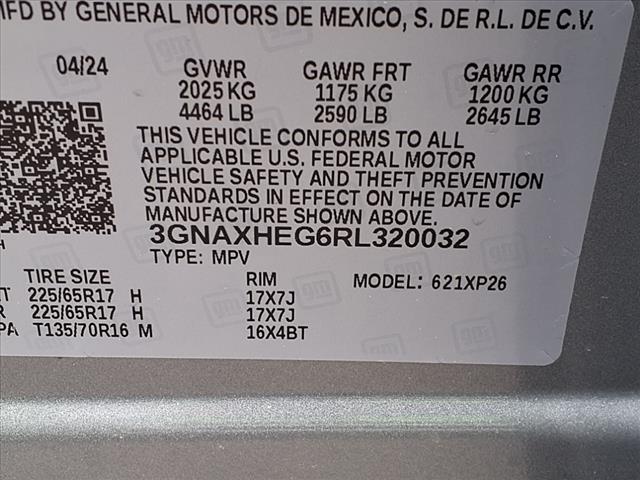 MFD BY GENERAL MOTORS DE MEXICO, S. DE R.L. DE C.V.
04/24 GVWR GAWR FRT GAWR RR
2025 KG 1175 KG 1200 KG
4464 LB 2590 LB 2645 LB
THIS VEHICLE CONFORMS TO ALL
APPLICABLE U.S. FEDERAL MOTOR
VEHICLE SAFETY AND THEFT PREVENTION
STANDARDS IN EFFECT ON THE DATE OF
MANUFACTURE SHOWN ABOVE.
3GNAXHEG6RL320032
TYPE: MPV
TIRE SIZE RIM MODEL: 621XP26
225/65R17 H 17X7J
225/65R17 H 17X7J
T135/70R16 M 16X4BT